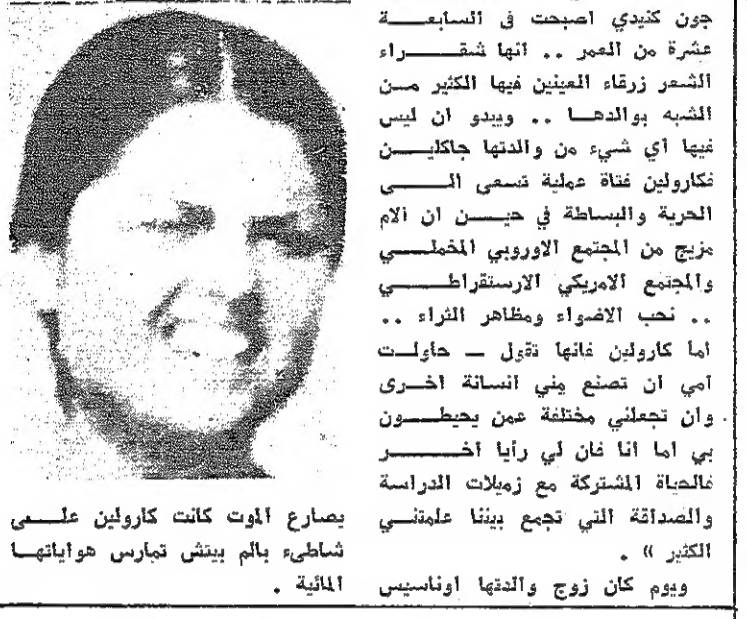 جون كنيدي اصبحت في السابعة
عشرة من العمر .. انها شقراء
الشعر زرقاء العينين فيها الكثير من
الشبه بوالدها .. ويبدو ان ليس
فيها أي شيء من والدتها جاكلين
فكارولين فتاة عملية تسعى الى
الحرية والبساطة في حين ان الام
مزيج من المجتمع الاوروبي المخملي
والمجتمع الامريكي الارستقراطي
.. تحب الاضواء ومظاهر الثراء ..
اما كارولين فانها تقول — حاولت
أمي ان تصنع مني انسانة اخرى
وان تجعلني مختلفة عمن يحيطون
بي اما انا فان لي رأيا آخر
فالحياة المشتركة مع زميلات الدراسة
والصداقة التي تجمع بيننا علمتني
الكثير » .
ويوم كان زوج والدتها اوناسيس
يصارع الموت كانت كارولين على
شاطىء بالم بيتش تمارس هواياتها
المائية .